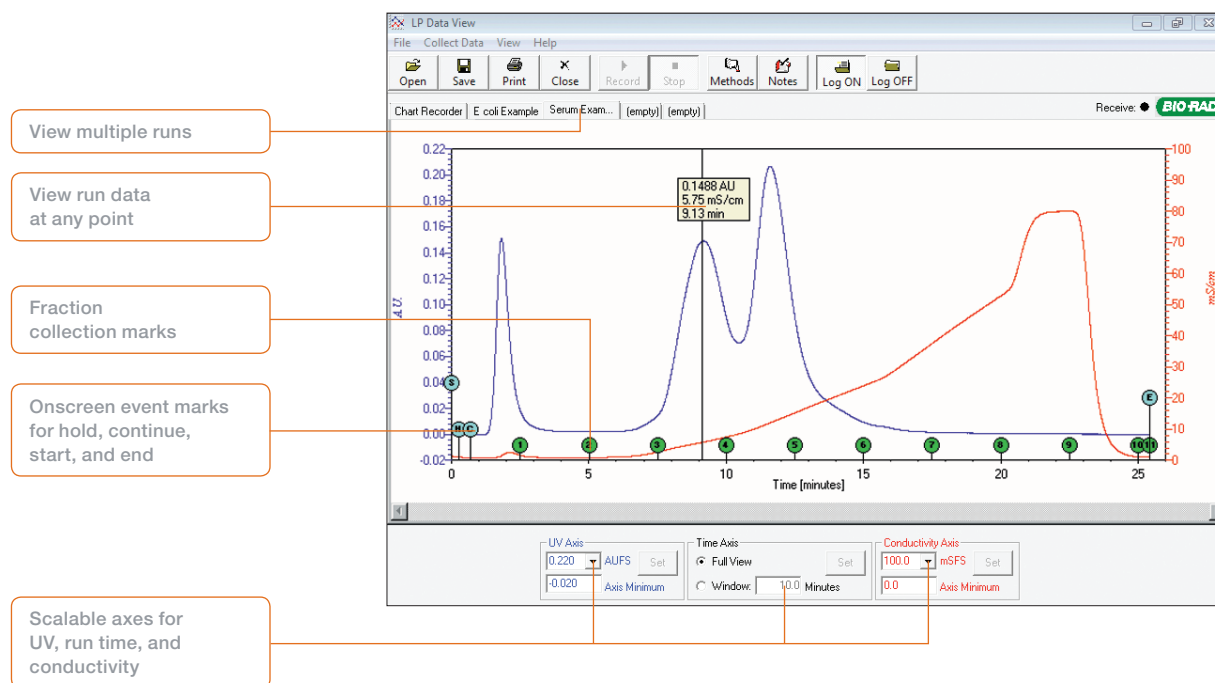 LP Data View
File Collect Data View Help
Open Save Print Close Record Stop Methods Notes Log ON Log OFF
Chart Recorder E coli Example Serum Exam... (empty) (empty) Receive: BIO-RAD
View multiple runs
View run data
at any point
Fraction
collection marks
Onscreen event marks
for hold, continue,
start, and end
Scalable axes for
UV, run time, and
conductivity
0.22
0.20
0.18
0.16
0.14
0.12
0.10
0.08
0.06
0.04
0.02
0.00
-0.02
A.U.
0.1488 AU
5.75 mS/cm
9.13 min
100
90
80
70
60
50
40
30
20
10
0
mS/cm
S
H C
E
1 2 3 4 5 6 7 8 9 10 11
0 5 10 15 20 25
Time [minutes]
UV Axis
0.220 AUFS Set
-0.020 Axis Minimum
Time Axis
Full View Set
Window: 10.0 Minutes
Conductivity Axis
100.0 mSFS Set
0.0 Axis Minimum